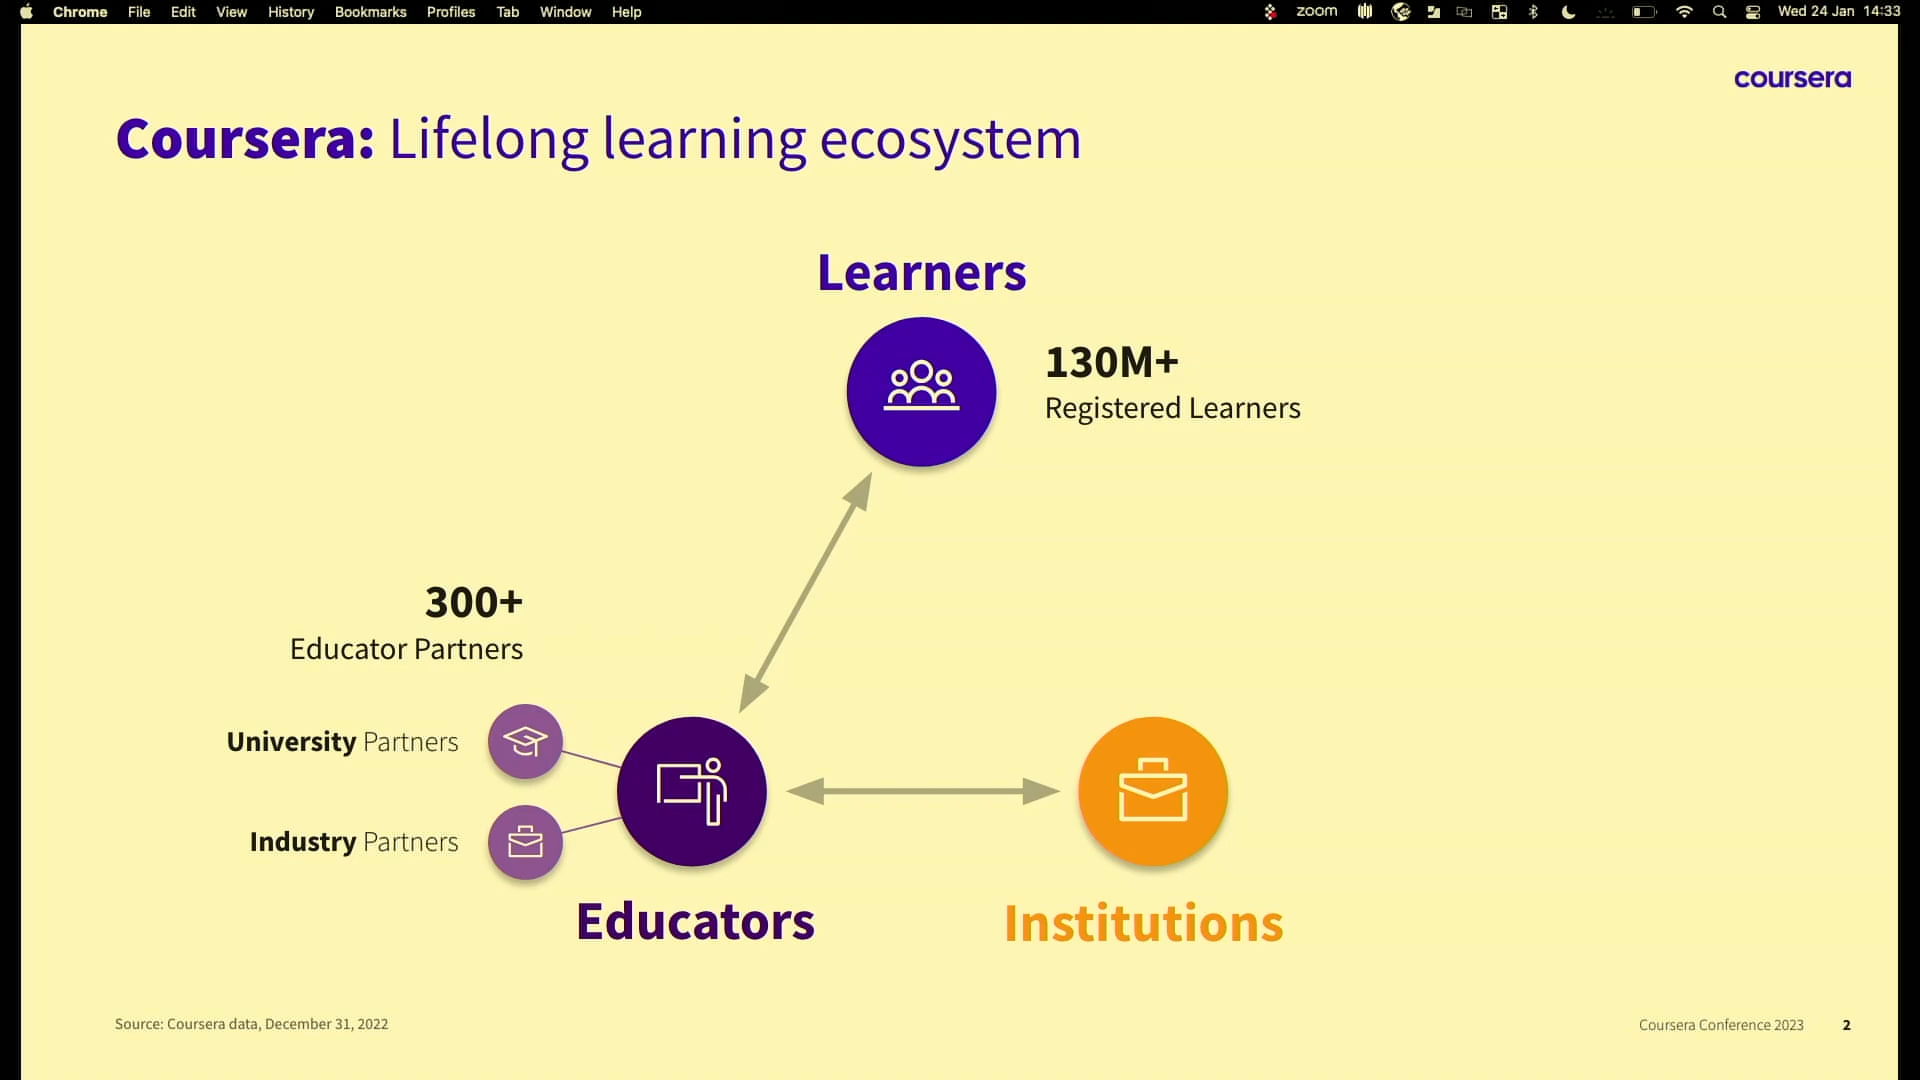 Chrome File Edit View History Bookmarks Profiles Tab Window Help zoom Wed 24 Jan 14:33
coursera
Coursera: Lifelong learning ecosystem
Learners
130M+
Registered Learners
300+
Educator Partners
University Partners
Industry Partners
Educators
Institutions
Source: Coursera data, December 31, 2022
Coursera Conference 2023 2